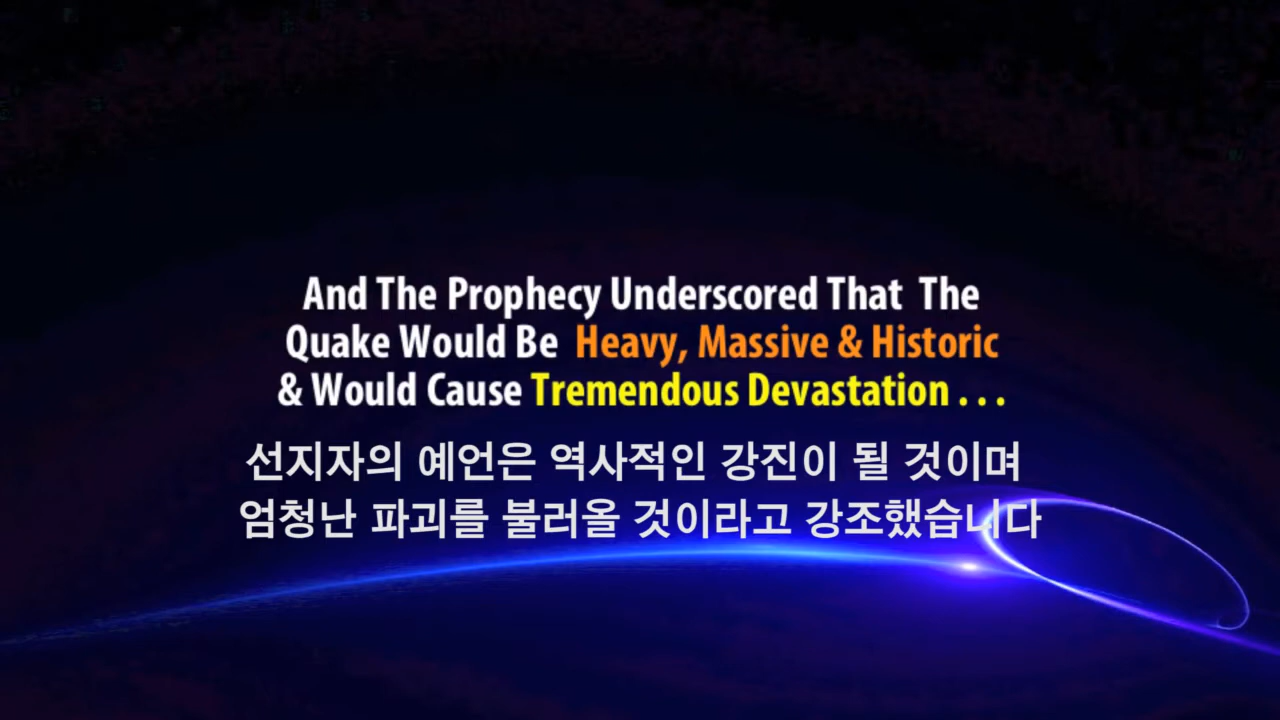 And The Prophecy Underscored That The
Quake Would Be Heavy, Massive & Historic
& Would Cause Tremendous Devastation . . .
선지자의 예언은 역사적인 강진이 될 것이며
엄청난 파괴를 불러올 것이라고 강조했습니다